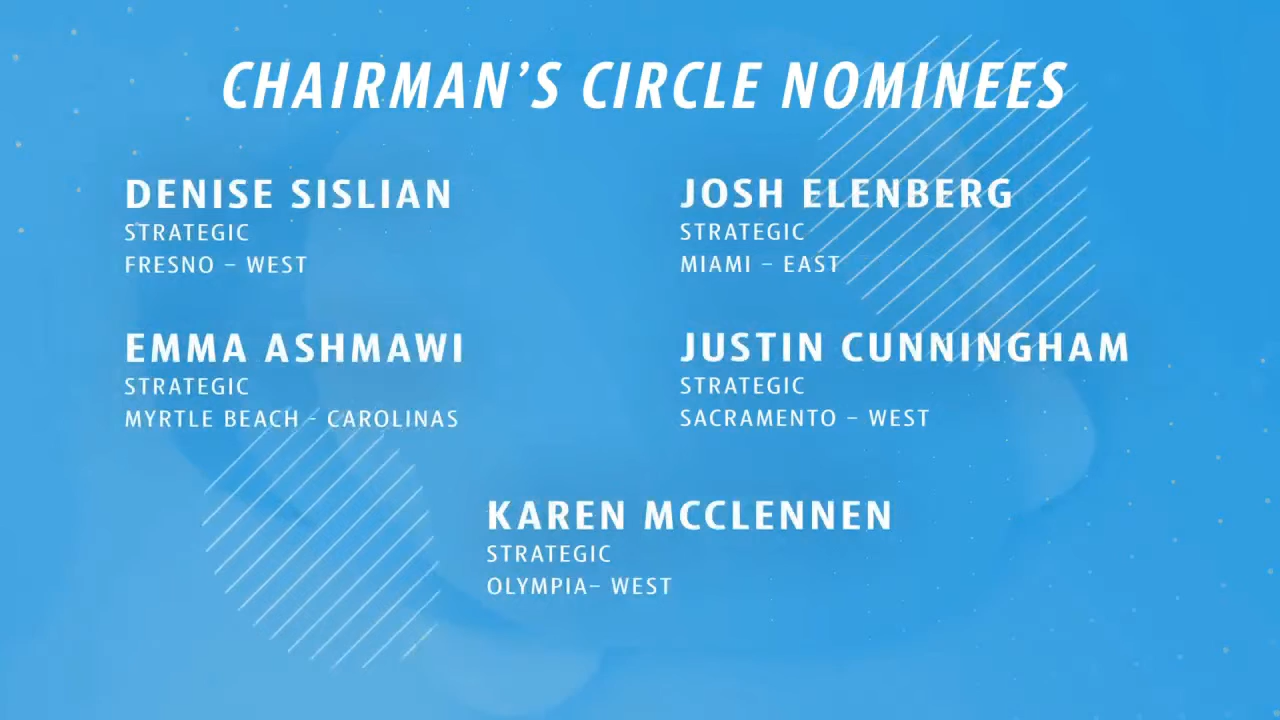 CHAIRMAN’S CIRCLE NOMINEES
DENISE SISLIAN
STRATEGIC
FRESNO – WEST
JOSH ELENBERG
STRATEGIC
MIAMI – EAST
EMMA ASHMAWI
STRATEGIC
MYRTLE BEACH - CAROLINAS
JUSTIN CUNNINGHAM
STRATEGIC
SACRAMENTO – WEST
KAREN MCCLENNEN
STRATEGIC
OLYMPIA– WEST